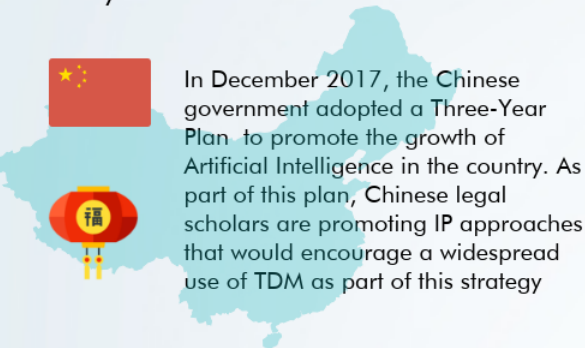 In December 2017, the Chinese
government adopted a Three-Year
Plan to promote the growth of
Artificial Intelligence in the country. As
part of this plan, Chinese legal
scholars are promoting IP approaches
that would encourage a widespread
use of TDM as part of this strategy
福